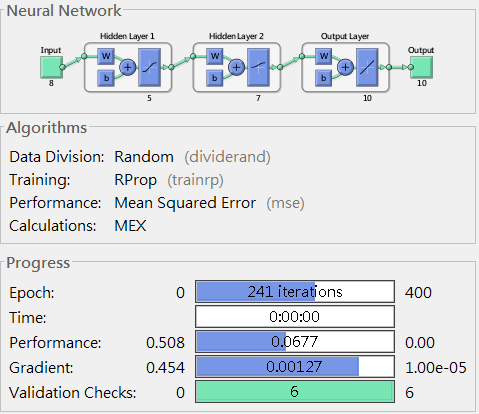 Neural Network
Hidden Layer 1 Hidden Layer 2 Output Layer
Input Output
W W W
+ + +
b b b
8 5 7 10 10
Algorithms
Data Division: Random (dividerand)
Training: RProp (trainrp)
Performance: Mean Squared Error (mse)
Calculations: MEX
Progress
Epoch: 0 241 iterations 400
Time: 0:00:00
Performance: 0.508 0.0677 0.00
Gradient: 0.454 0.00127 1.00e-05
Validation Checks: 0 6 6